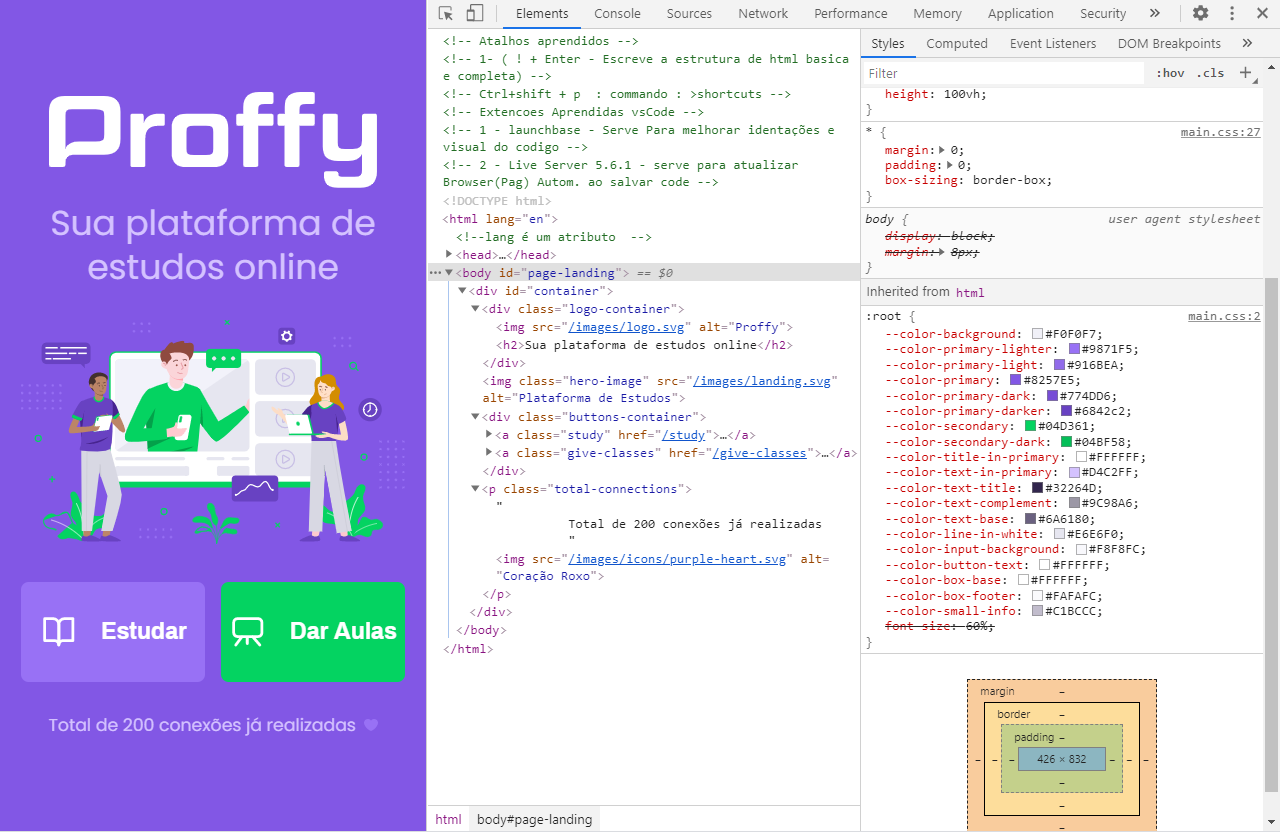 Proffy
Sua plataforma de
estudos online
Estudar
Dar Aulas
Total de 200 conexões já realizadas
Elements Console Sources Network Performance Memory Application Security »
<!-- Atalhos aprendidos -->
<!-- 1- ( ! + Enter - Escreve a estrutura de html basica
e completa) -->
<!-- Ctrl+shift + p  : commando : >shortcuts -->
<!-- Extencoes Aprendidas vsCode -->
<!-- 1 - launchbase - Serve Para melhorar identações e
visual do codigo -->
<!-- 2 - Live Server 5.6.1 - serve para atualizar
Browser(Pag) Autom. ao salvar code -->
<!DOCTYPE html>
<html lang="en">
<!--lang é um atributo  -->
<head>…</head>
<body id="page-landing"> == $0
<div id="container">
<div class="logo-container">
<img src="/images/logo.svg" alt="Proffy">
<h2>Sua plataforma de estudos online</h2>
</div>
<img class="hero-image" src="/images/landing.svg"
alt="Plataforma de Estudos">
<div class="buttons-container">
<a class="study" href="/study">…</a>
<a class="give-classes" href="/give-classes">…</a>
</div>
<p class="total-connections">
"
Total de 200 conexões já realizadas
"
<img src="/images/icons/purple-heart.svg" alt=
"Coração Roxo">
</p>
</div>
</body>
</html>
html body#page-landing
Styles Computed Event Listeners DOM Breakpoints »
Filter :hov .cls +
height: 100vh;
}
* { main.css:27
margin: 0;
padding: 0;
box-sizing: border-box;
}
body { user agent stylesheet
display: block;
margin: 8px;
}
Inherited from html
:root { main.css:2
--color-background: #F0F0F7;
--color-primary-lighter: #9871F5;
--color-primary-light: #916BEA;
--color-primary: #8257E5;
--color-primary-dark: #774DD6;
--color-primary-darker: #6842c2;
--color-secondary: #04D361;
--color-secondary-dark: #04BF58;
--color-title-in-primary: #FFFFFF;
--color-text-in-primary: #D4C2FF;
--color-text-title: #32264D;
--color-text-complement: #9C98A6;
--color-text-base: #6A6180;
--color-line-in-white: #E6E6F0;
--color-input-background: #F8F8FC;
--color-button-text: #FFFFFF;
--color-box-base: #FFFFFF;
--color-box-footer: #FAFAFC;
--color-small-info: #C1BCCC;
font-size: 60%;
}
margin –
border –
padding –
– – – 426 × 832 – – –
–
–
–